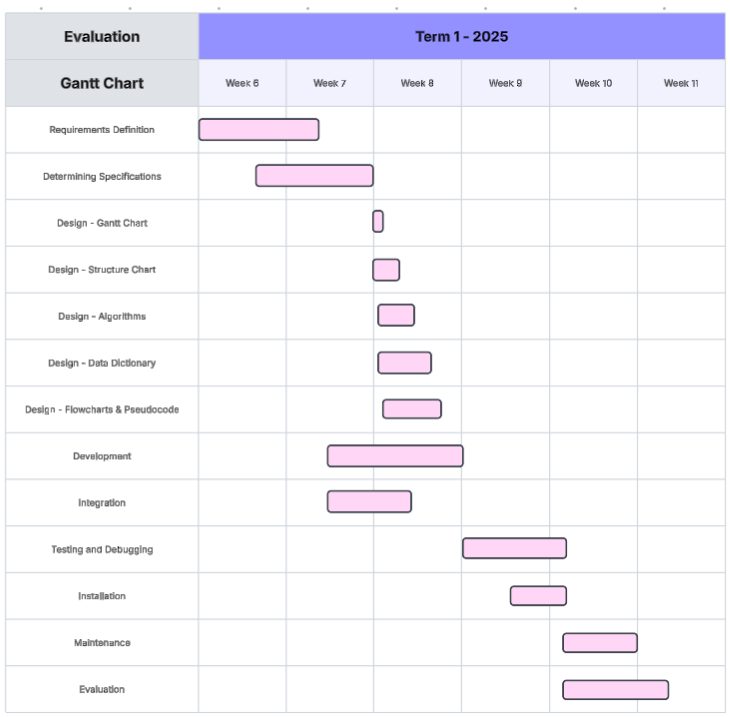 Evaluation
Term 1 - 2025
Gantt Chart
Week 6
Week 7
Week 8
Week 9
Week 10
Week 11
Requirements Definition
Determining Specifications
Design - Gantt Chart
Design - Structure Chart
Design - Algorithms
Design - Data Dictionary
Design - Flowcharts & Pseudocode
Development
Integration
Testing and Debugging
Installation
Maintenance
Evaluation